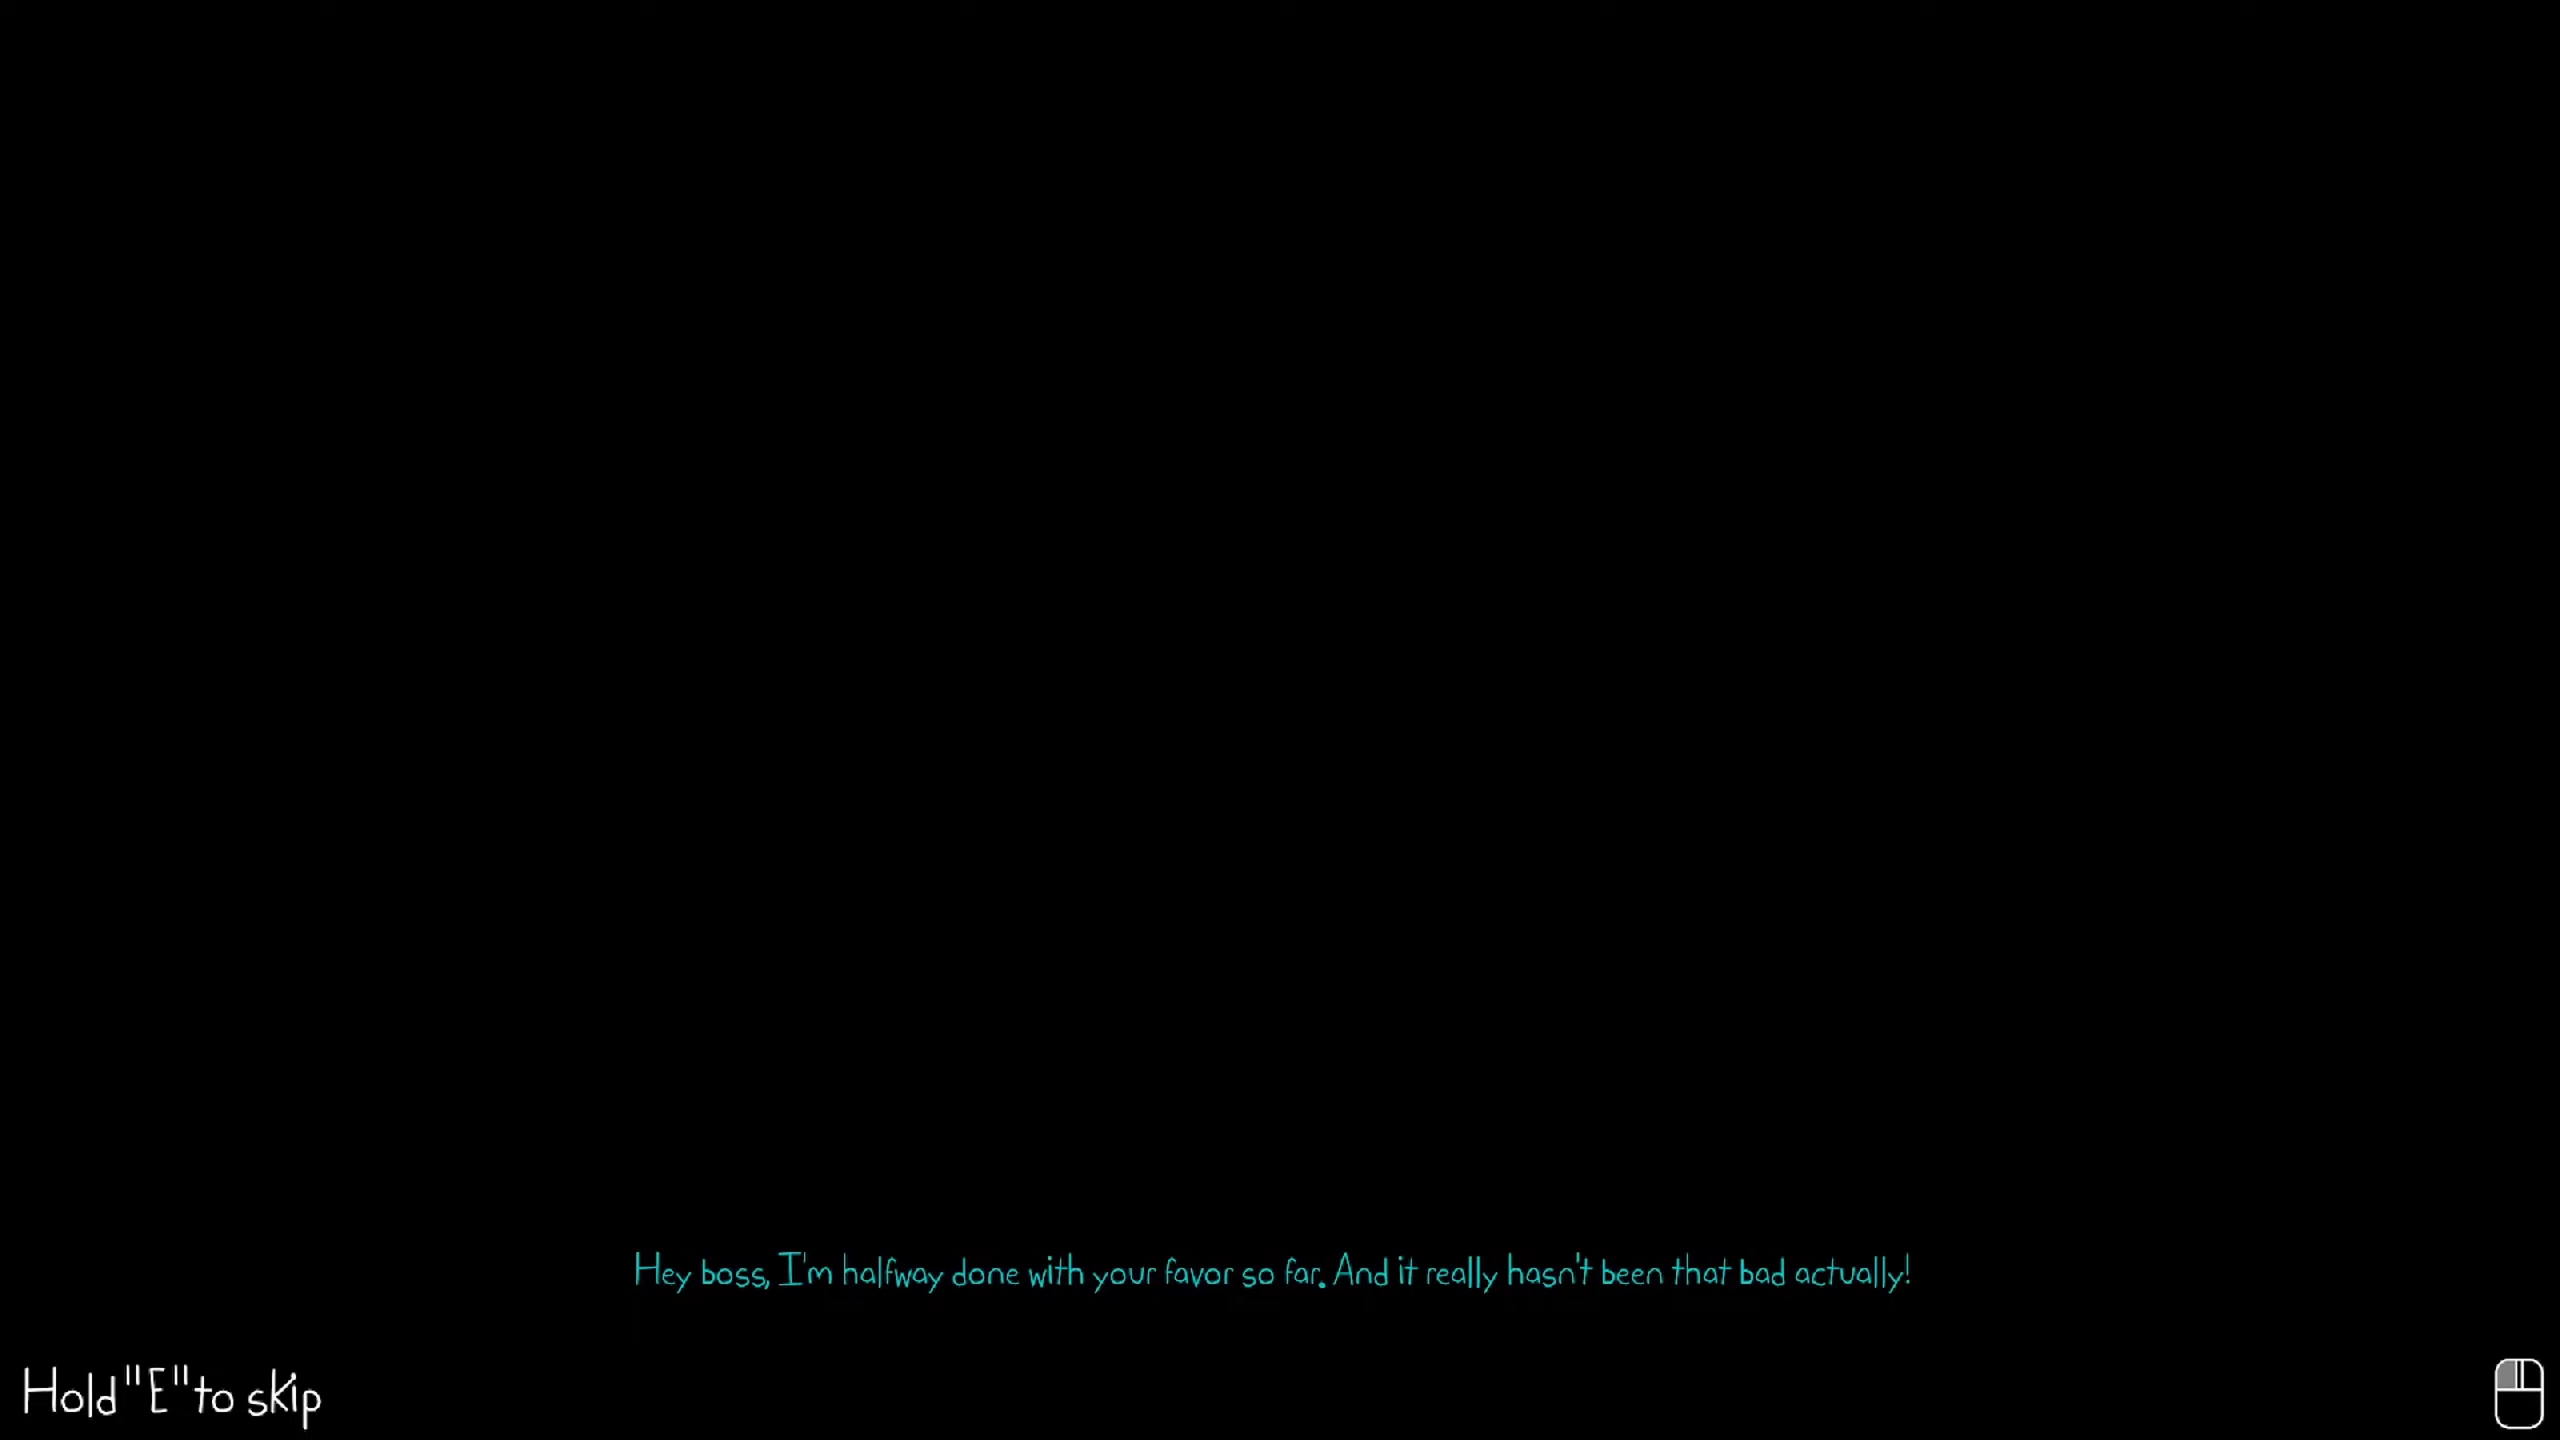 Hey boss, I'm halfway done with your favor so far. And it really hasn't been that bad actually!
Hold "E" to skip